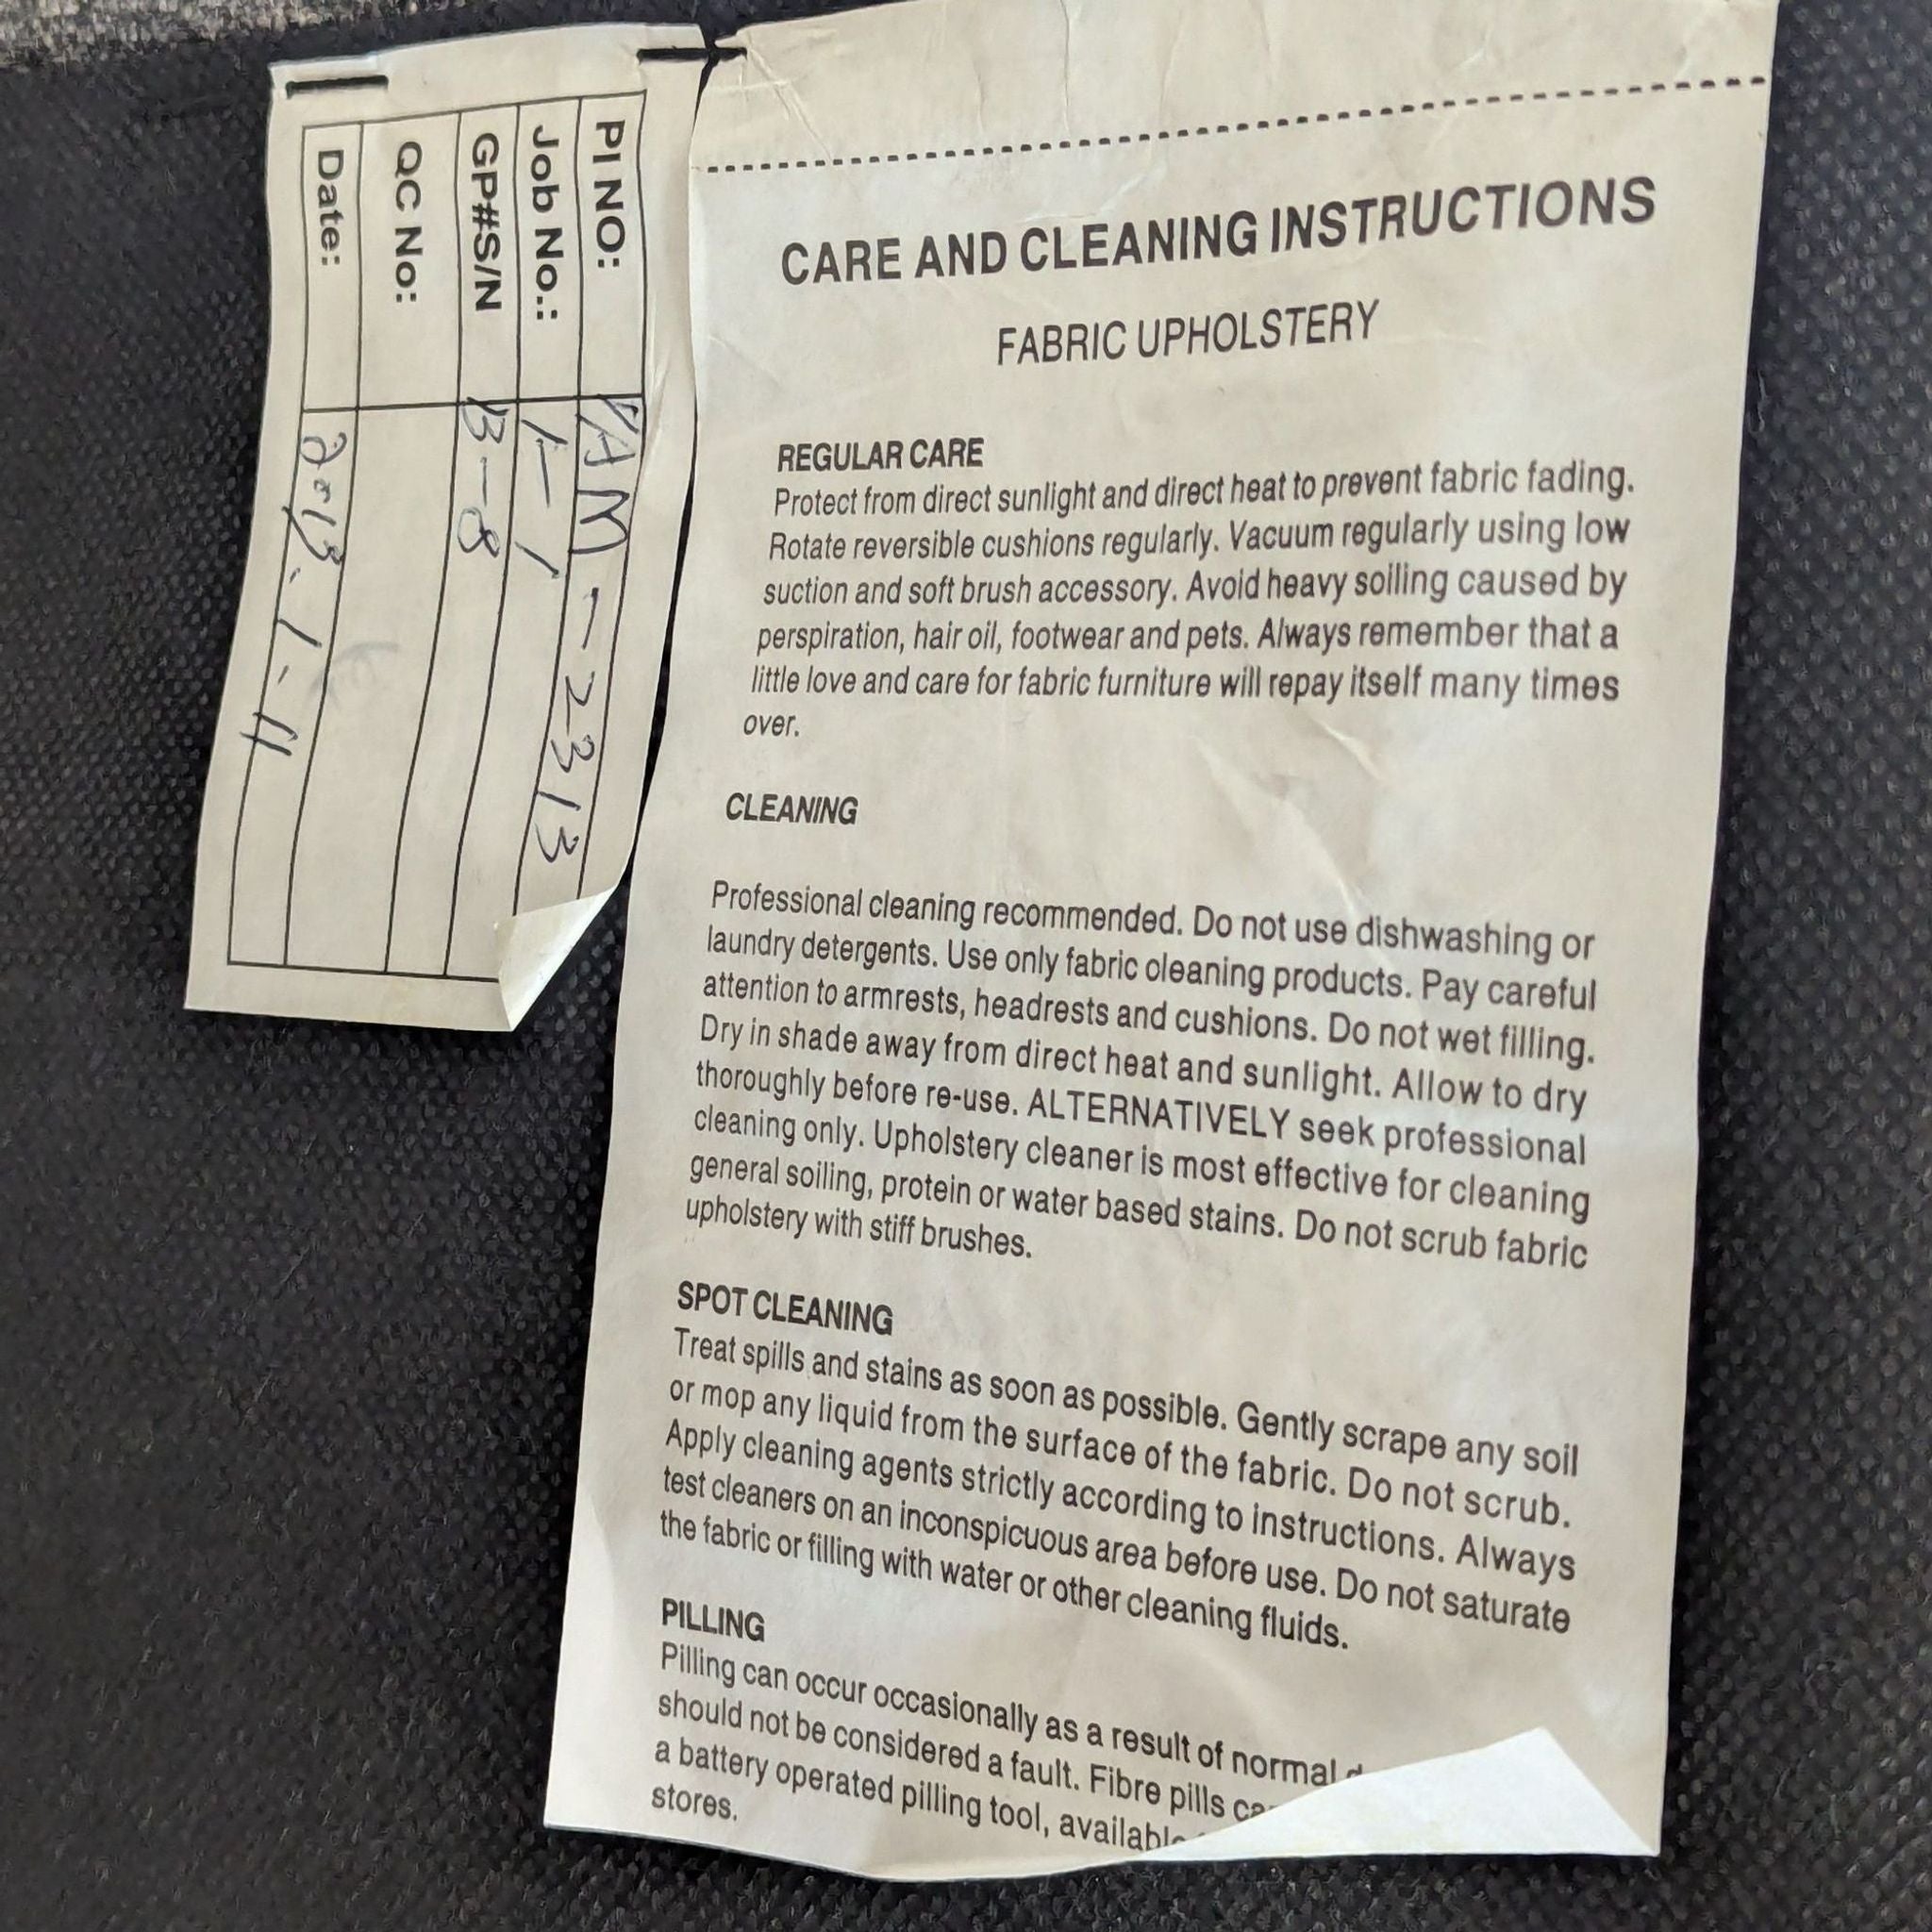 PI NO: YAM-2313
Job No.: 1-1
GP#S/N B-8
QC No:
Date: 2013.1.11
CARE AND CLEANING INSTRUCTIONS
FABRIC UPHOLSTERY
REGULAR CARE
Protect from direct sunlight and direct heat to prevent fabric fading.
Rotate reversible cushions regularly. Vacuum regularly using low
suction and soft brush accessory. Avoid heavy soiling caused by
perspiration, hair oil, footwear and pets. Always remember that a
little love and care for fabric furniture will repay itself many times
over.
CLEANING
Professional cleaning recommended. Do not use dishwashing or
laundry detergents. Use only fabric cleaning products. Pay careful
attention to armrests, headrests and cushions. Do not wet filling.
Dry in shade away from direct heat and sunlight. Allow to dry
thoroughly before re-use. ALTERNATIVELY seek professional
cleaning only. Upholstery cleaner is most effective for cleaning
general soiling, protein or water based stains. Do not scrub fabric
upholstery with stiff brushes.
SPOT CLEANING
Treat spills and stains as soon as possible. Gently scrape any soil
or mop any liquid from the surface of the fabric. Do not scrub.
Apply cleaning agents strictly according to instructions. Always
test cleaners on an inconspicuous area before use. Do not saturate
the fabric or filling with water or other cleaning fluids.
PILLING
Pilling can occur occasionally as a result of normal
should not be considered a fault. Fibre pills
a battery operated pilling tool,
stores.